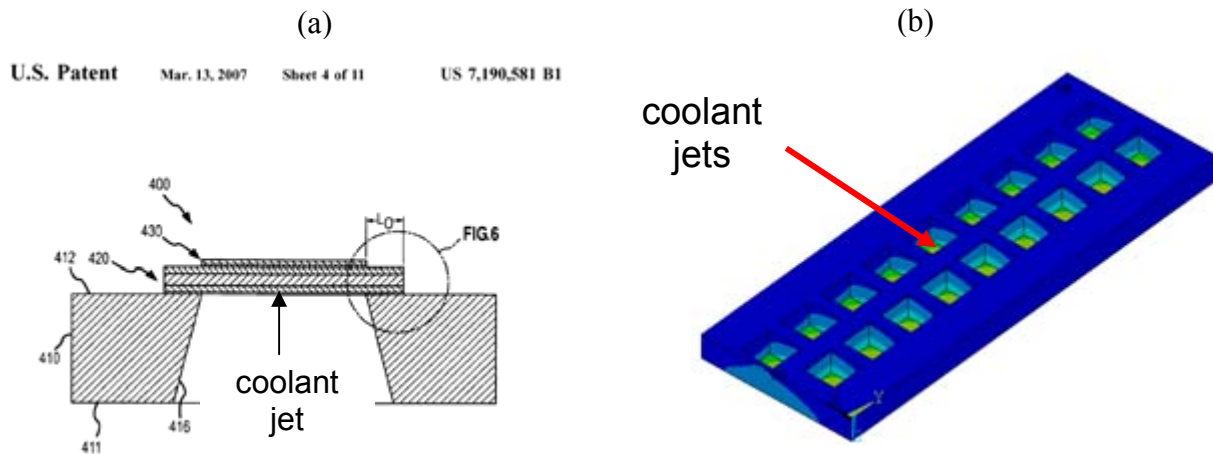 (a)
U.S. Patent Mar. 13, 2007 Sheet 4 of 11 US 7,190,581 B1
400
430
420
412
410
411
416
L0
FIG.6
coolant
jet
(b)
coolant
jets
Y